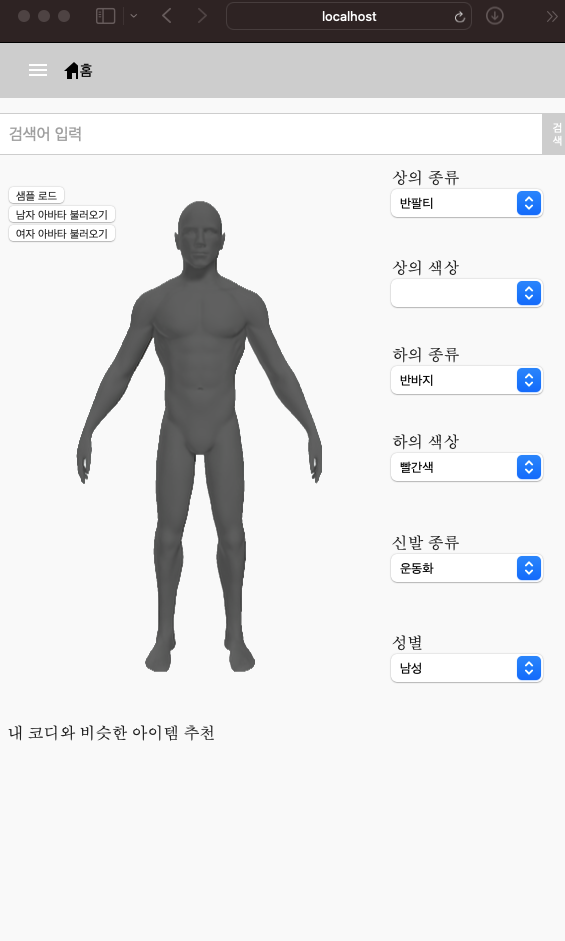 localhost
홈
검색어 입력
검색
샘플 로드
남자 아바타 불러오기
여자 아바타 불러오기
상의 종류
반팔티
상의 색상
하의 종류
반바지
하의 색상
빨간색
신발 종류
운동화
성별
남성
내 코디와 비슷한 아이템 추천